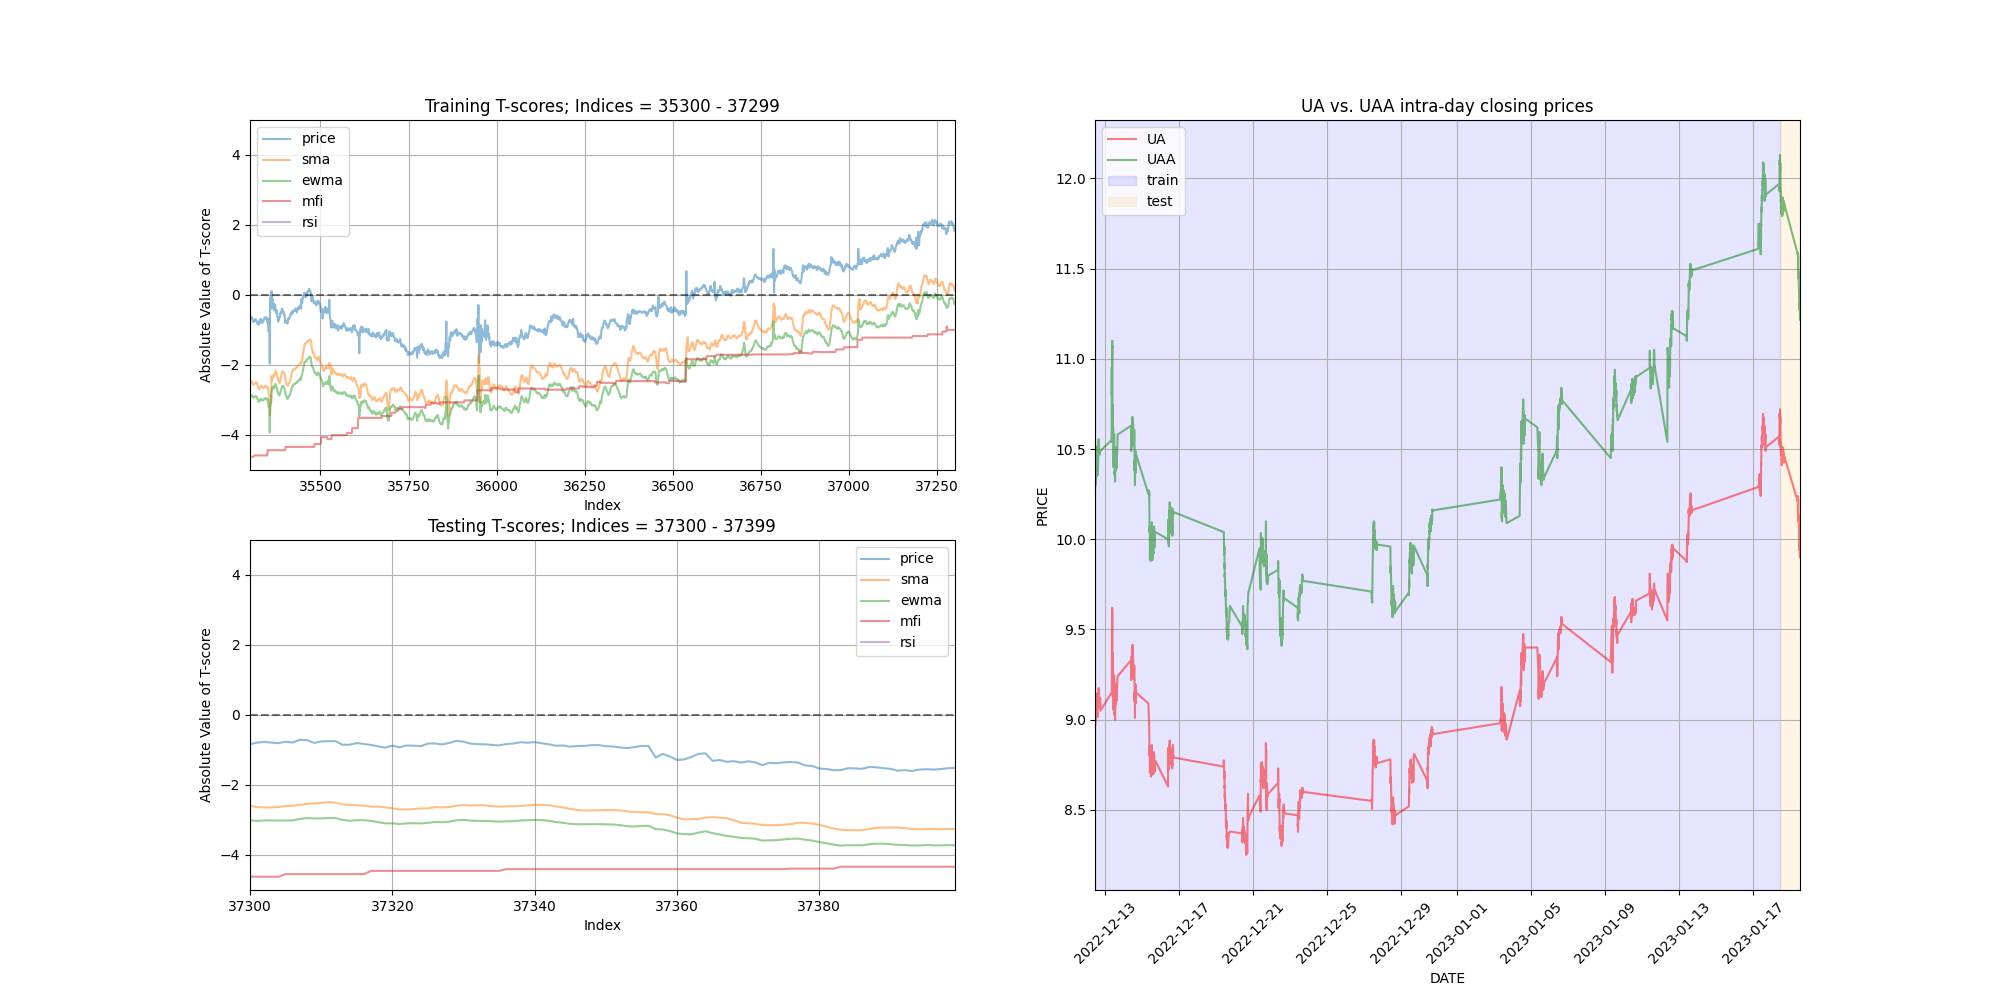 Training T-scores; Indices = 35300 - 37299
price
sma
ewma
mfi
rsi
4
2
0
−2
−4
Absolute Value of T-score
35500 35750 36000 36250 36500 36750 37000 37250
Index
Testing T-scores; Indices = 37300 - 37399
price
sma
ewma
mfi
rsi
4
2
0
−2
−4
Absolute Value of T-score
37300 37320 37340 37360 37380
Index
UA vs. UAA intra-day closing prices
UA
UAA
train
test
12.0
11.5
11.0
10.5
10.0
9.5
9.0
8.5
PRICE
2022-12-13 2022-12-17 2022-12-21 2022-12-25 2022-12-29 2023-01-01 2023-01-05 2023-01-09 2023-01-13 2023-01-17
DATE